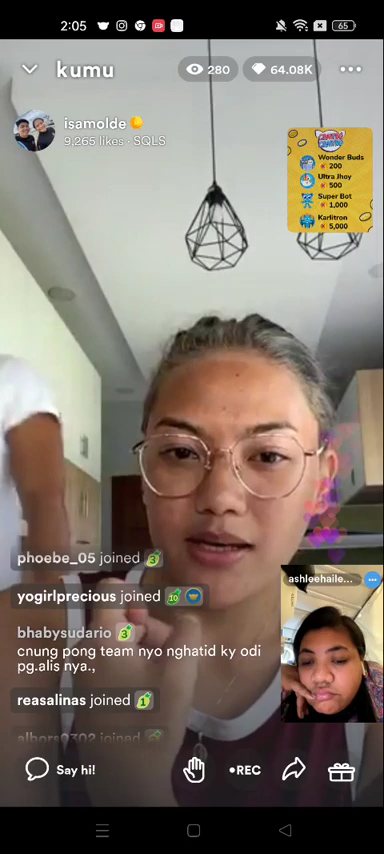 2:05
65
kumu
280
64.08K
isamolde
9,265 likes · SQLS
Wonder Buds
200
Ultra Jhoy
500
Super Bot
1,000
Karlitron
5,000
phoebe_05 joined 3
yogirlprecious joined 10
ashleehaile...
bhabysudario 3
cnung pong team nyo nghatid ky odi
pg.alis nya.,
reasalinas joined 1
albors0302 joined
Say hi!
•REC